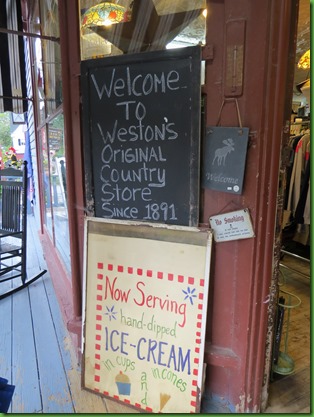 WELCOME
TO
WESTON'S
ORIGINAL
COUNTRY
STORE
SINCE 1891
WELCOME
No Smoking
NOW SERVING
hand-dipped
ICE-CREAM
in cups and in cones